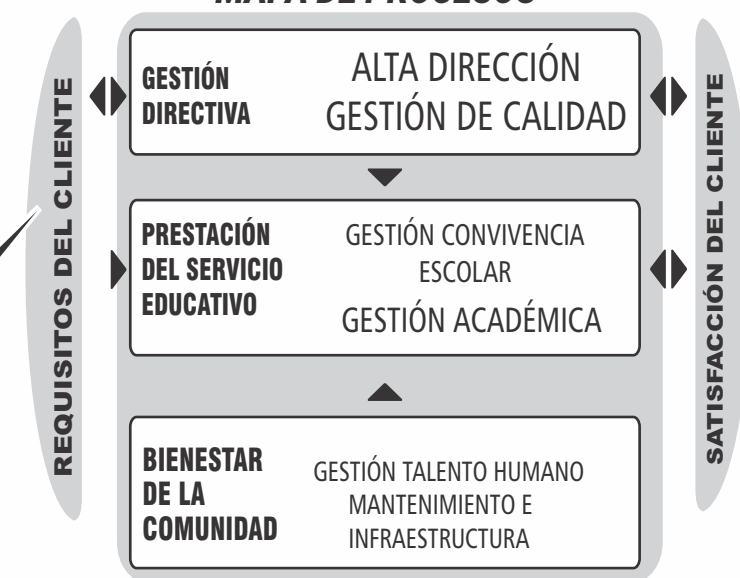 MAPA DE PROCESOS
REQUISITOS DEL CLIENTE
GESTIÓN
DIRECTIVA
ALTA DIRECCIÓN
GESTIÓN DE CALIDAD
PRESTACIÓN
DEL SERVICIO
EDUCATIVO
GESTIÓN CONVIVENCIA
ESCOLAR
GESTIÓN ACADÉMICA
BIENESTAR
DE LA
COMUNIDAD
GESTIÓN TALENTO HUMANO
MANTENIMIENTO E
INFRAESTRUCTURA
SATISFACCIÓN DEL CLIENTE